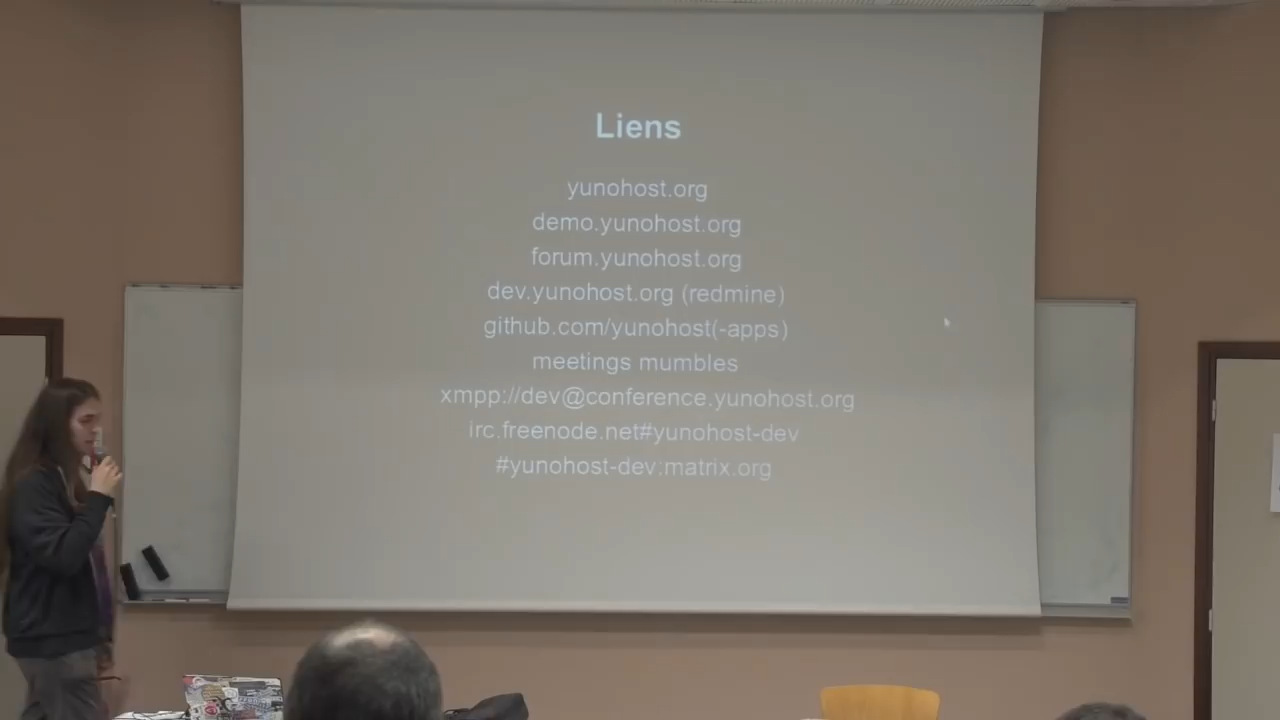 Liens
yunohost.org
demo.yunohost.org
forum.yunohost.org
dev.yunohost.org (redmine)
github.com/yunohost(-apps)
meetings mumbles
xmpp://dev@conference.yunohost.org
irc.freenode.net#yunohost-dev
#yunohost-dev:matrix.org